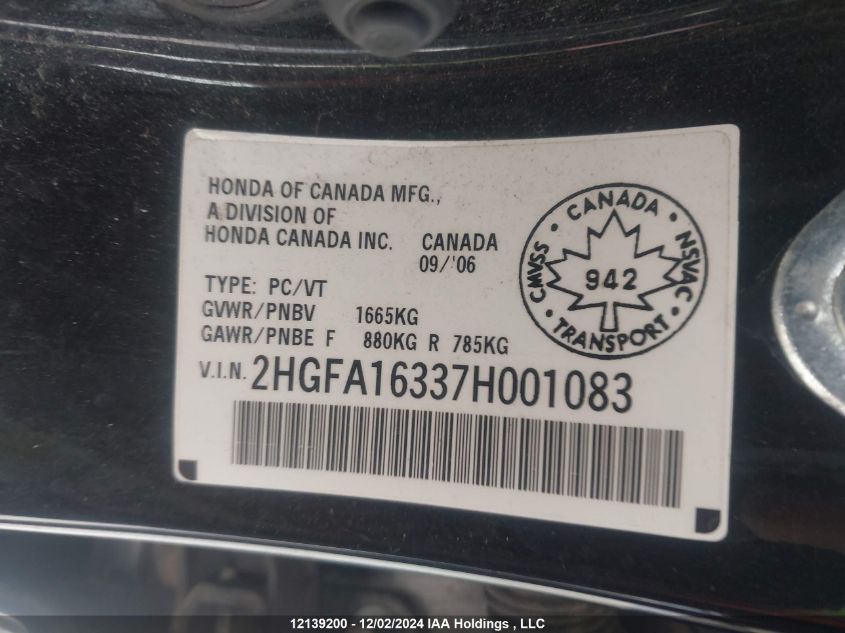 HONDA OF CANADA MFG.,
A DIVISION OF
HONDA CANADA INC. CANADA
09/'06
TYPE: PC/VT
GVWR/PNBV 1665KG
GAWR/PNBE F 880KG R 785KG
V.I.N. 2HGFA16337H001083
• CANADA •
CMVSS NSVAC
942
• TRANSPORT •
12139200 - 12/02/2024 IAA Holdings , LLC